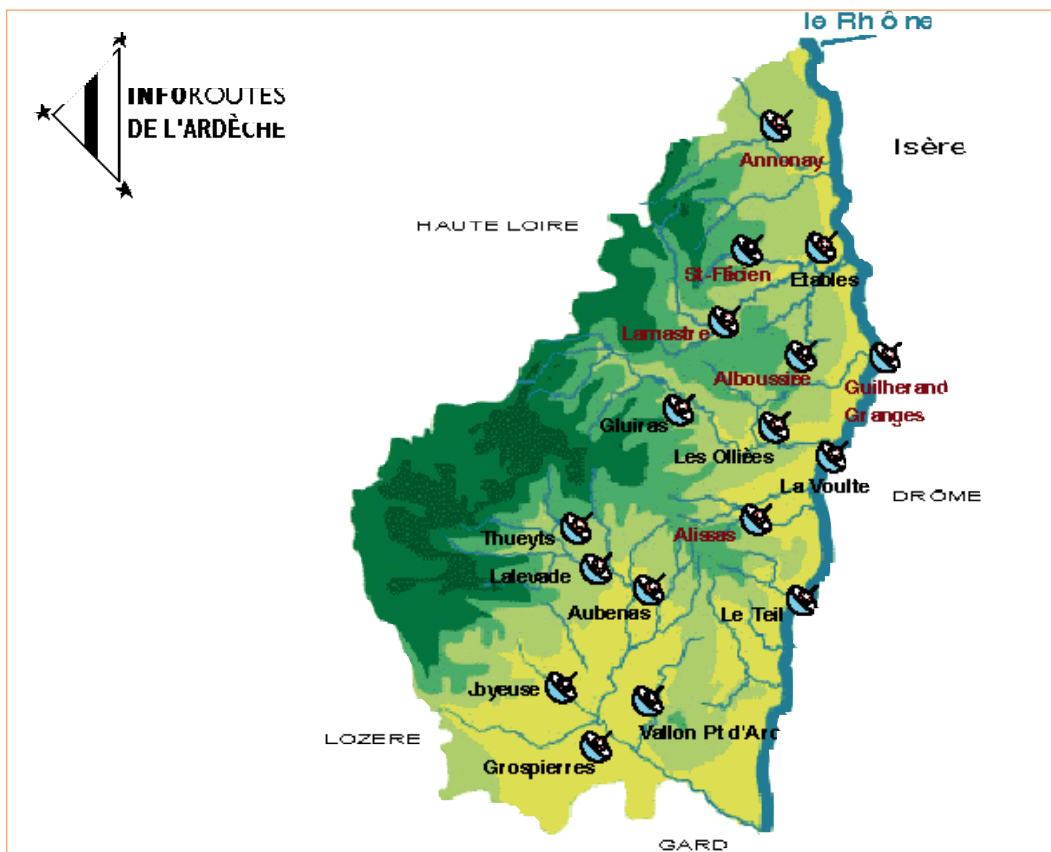 le Rhône
INFOROUTES
DE L'ARDÈCHE
Isère
Annonay
HAUTE LOIRE
St-Félicien
Etables
Lamastre
Alboussire
Guilherand
Granges
Gluiras
Les Ollières
La Voulte
DRÔME
Thueyts
Alissas
Lalevade
Aubenas
Le Teil
Joyeuse
Vallon Pt d'Arc
LOZERE
Grospierres
GARD